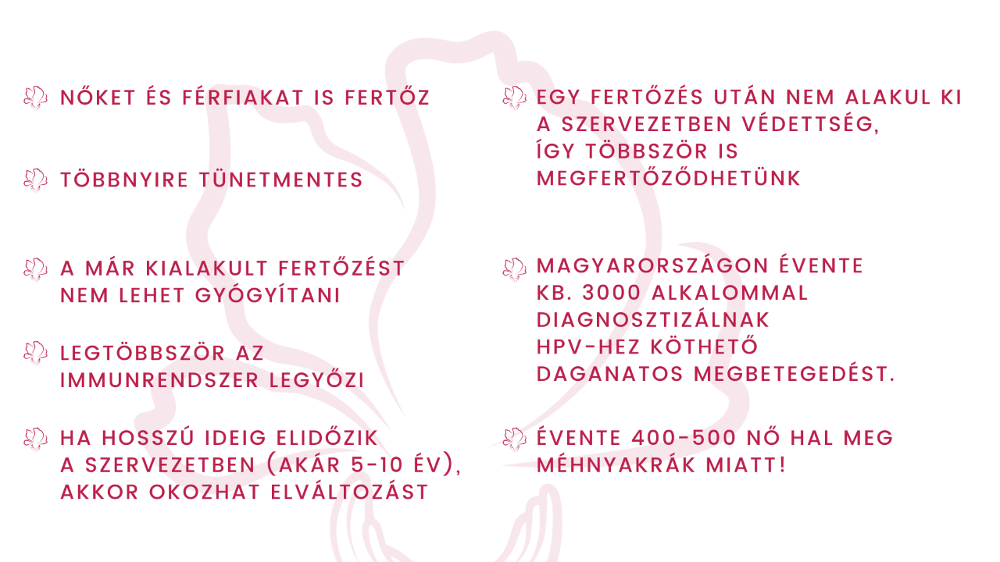 NŐKET ÉS FÉRFIAKAT IS FERTŐZ
TÖBBNYIRE TÜNETMENTES
A MÁR KIALAKULT FERTŐZÉST
NEM LEHET GYÓGYÍTANI
LEGTÖBBSZÖR AZ
IMMUNRENDSZER LEGYŐZI
HA HOSSZÚ IDEIG ELIDŐZIK
A SZERVEZETBEN (AKÁR 5-10 ÉV),
AKKOR OKOZHAT ELVÁLTOZÁST
EGY FERTŐZÉS UTÁN NEM ALAKUL KI
A SZERVEZETBEN VÉDETTSÉG,
ÍGY TÖBBSZÖR IS
MEGFERTŐZŐDHETÜNK
MAGYARORSZÁGON ÉVENTE
KB. 3000 ALKALOMMAL
DIAGNOSZTIZÁLNAK
HPV-HEZ KÖTHETŐ
DAGANATOS MEGBETEGEDÉST.
ÉVENTE 400-500 NŐ HAL MEG
MÉHNYAKRÁK MIATT!